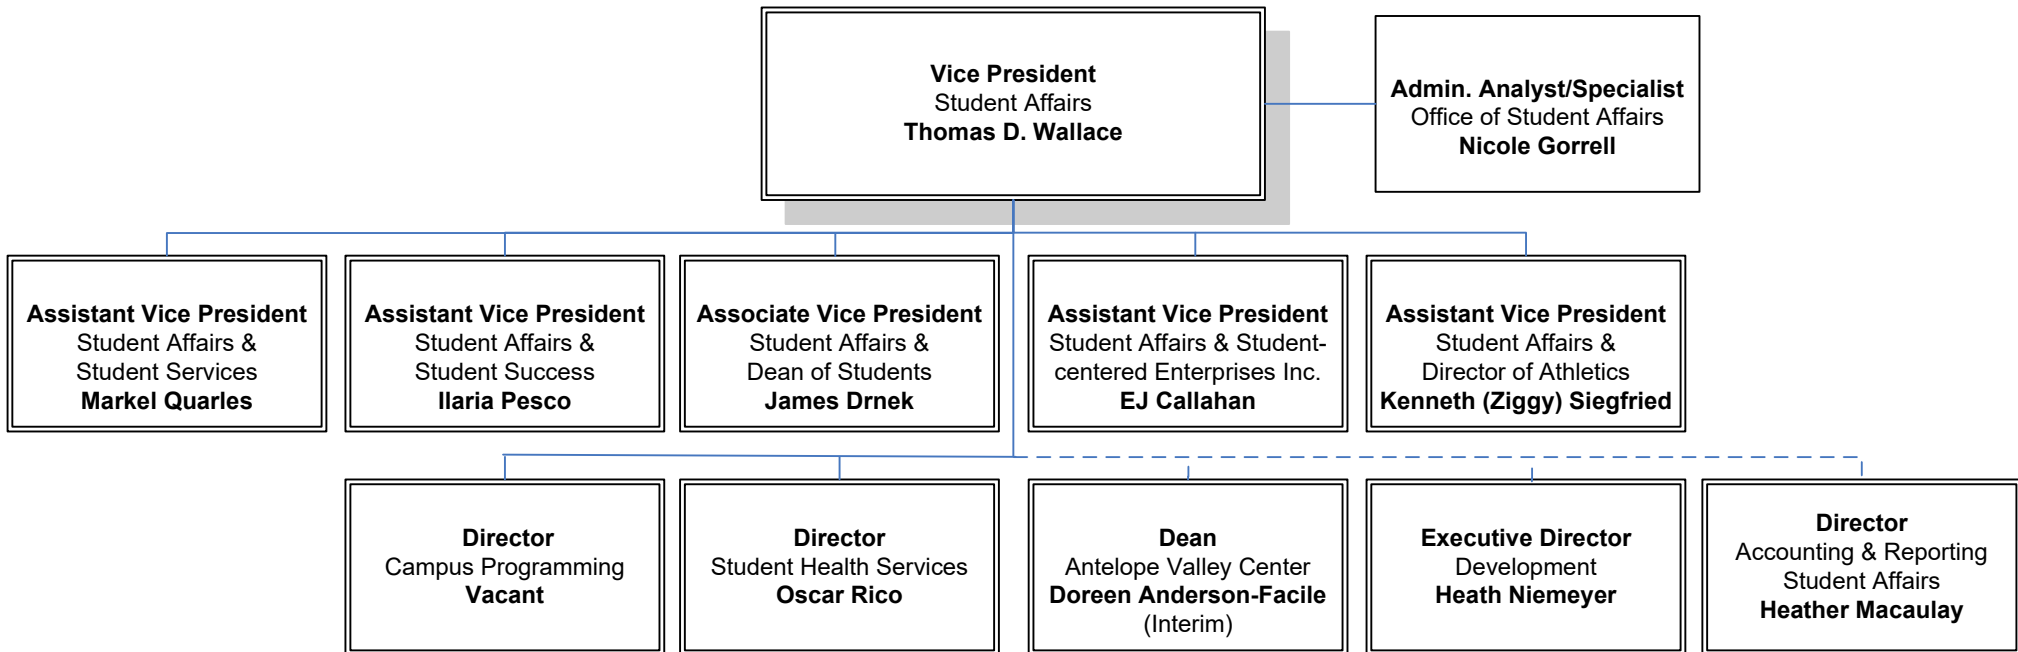 Vice President
Student Affairs
Thomas D. Wallace
Admin. Analyst/Specialist
Office of Student Affairs
Nicole Gorrell
Assistant Vice President
Student Affairs &
Student Services
Markel Quarles
Assistant Vice President
Student Affairs &
Student Success
Ilaria Pesco
Associate Vice President
Student Affairs &
Dean of Students
James Drnek
Assistant Vice President
Student Affairs & Student-
centered Enterprises Inc.
EJ Callahan
Assistant Vice President
Student Affairs &
Director of Athletics
Kenneth (Ziggy) Siegfried
Director
Campus Programming
Vacant
Director
Student Health Services
Oscar Rico
Dean
Antelope Valley Center
Doreen Anderson-Facile
(Interim)
Executive Director
Development
Heath Niemeyer
Director
Accounting & Reporting
Student Affairs
Heather Macaulay